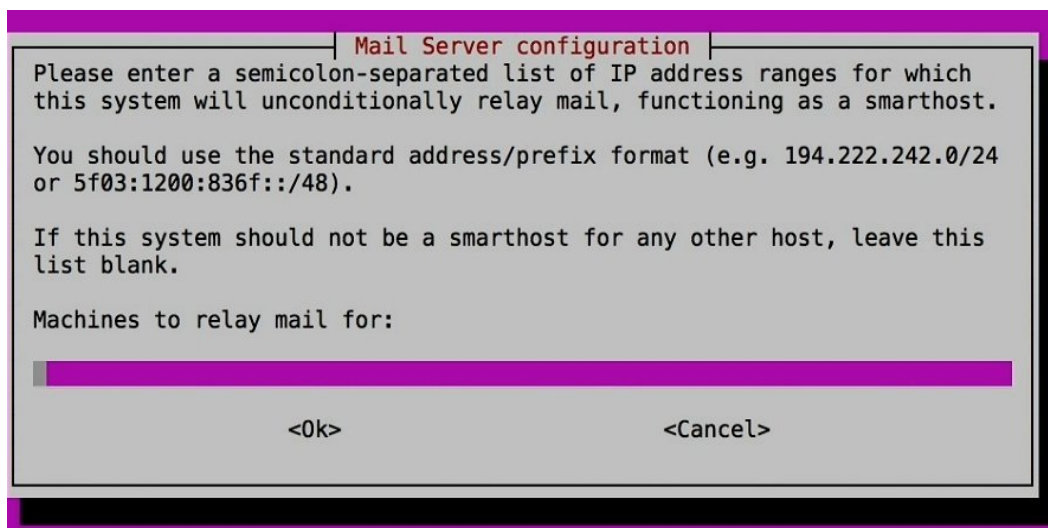 Mail Server configuration
Please enter a semicolon-separated list of IP address ranges for which
this system will unconditionally relay mail, functioning as a smarthost.
You should use the standard address/prefix format (e.g. 194.222.242.0/24
or 5f03:1200:836f::/48).
If this system should not be a smarthost for any other host, leave this
list blank.
Machines to relay mail for:
<Ok> <Cancel>